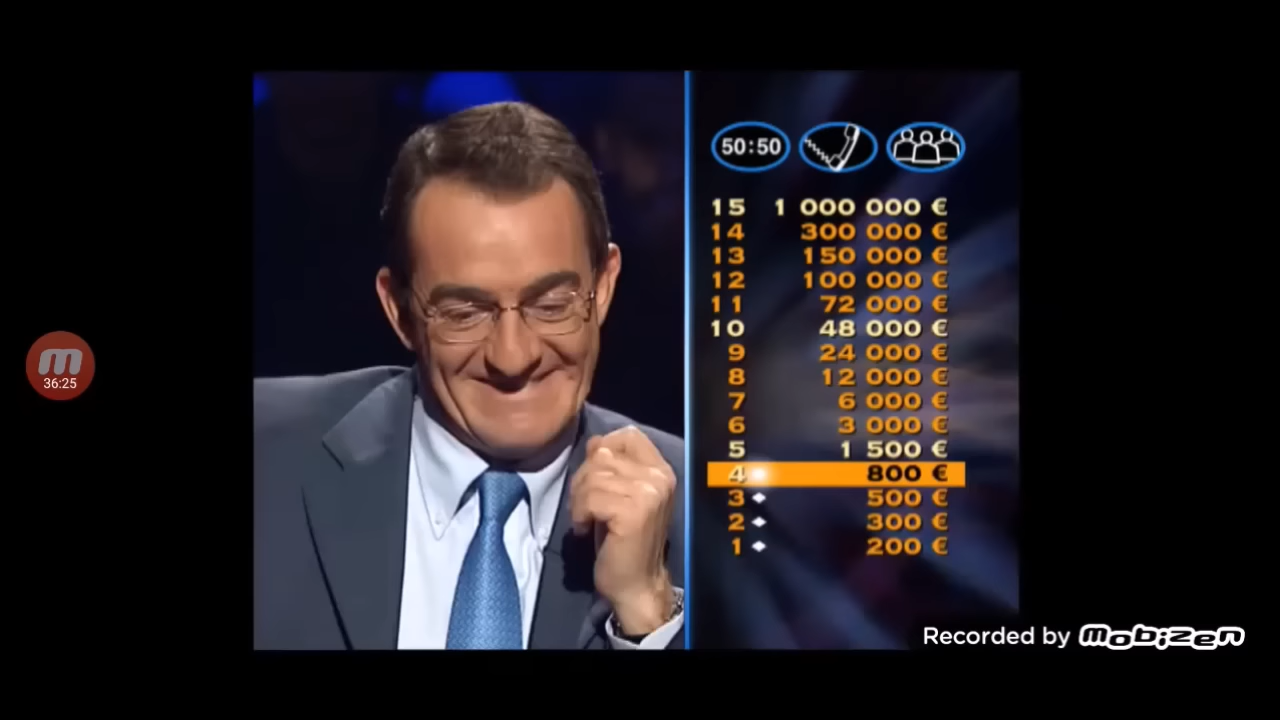 50:50
15 1 000 000 €
14 300 000 €
13 150 000 €
12 100 000 €
11 72 000 €
10 48 000 €
9 24 000 €
8 12 000 €
7 6 000 €
6 3 000 €
5 1 500 €
4 800 €
3 500 €
2 300 €
1 200 €
36:25
Recorded by Mobizen